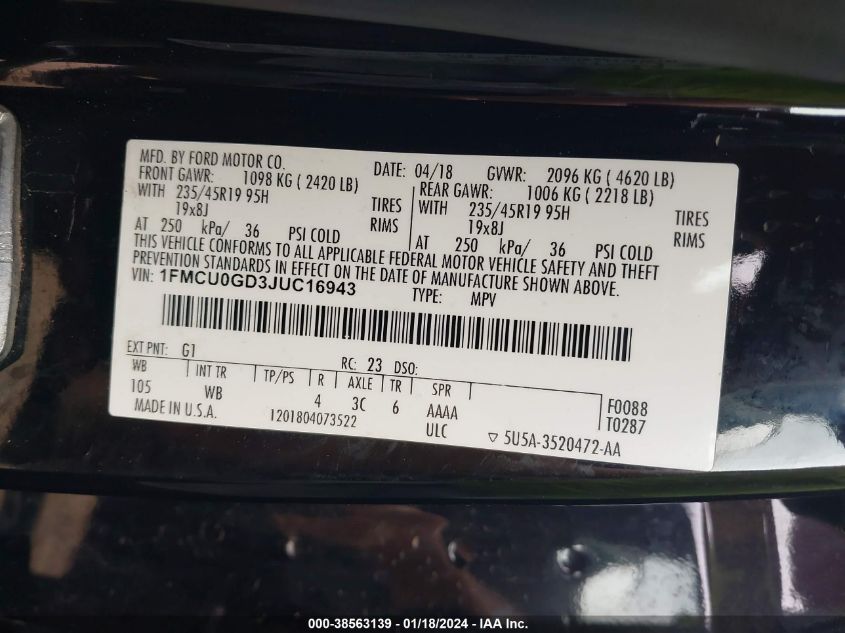 MFD. BY FORD MOTOR CO. DATE: 04/18 GVWR: 2096 KG ( 4620 LB)
FRONT GAWR: 1098 KG ( 2420 LB) REAR GAWR: 1006 KG ( 2218 LB)
WITH 235/45R19 95H TIRES WITH 235/45R19 95H TIRES
19x8J RIMS 19x8J RIMS
AT 250 kPa/ 36 PSI COLD AT 250 kPa/ 36 PSI COLD
THIS VEHICLE CONFORMS TO ALL APPLICABLE FEDERAL MOTOR VEHICLE SAFETY AND THEFT
PREVENTION STANDARDS IN EFFECT ON THE DATE OF MANUFACTURE SHOWN ABOVE.
VIN: 1FMCU0GD3JUC16943 TYPE: MPV
EXT PNT: G1 RC: 23 DSO:
WB INT TR TP/PS R AXLE TR SPR
105 WB 4 3C 6 AAAA F0088
MADE IN U.S.A. 1201804073522 ULC T0287
▽ 5U5A-3520472-AA
000-38563139 / 01/18/2024 - IAA Inc.